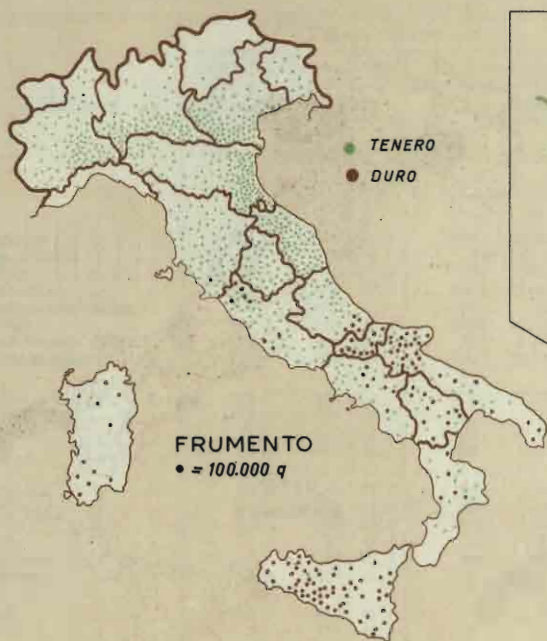 TENERO
DURO
FRUMENTO
• = 100.000 q